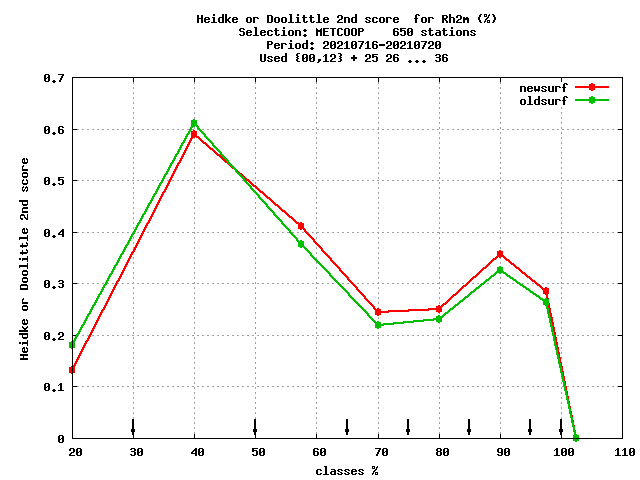 Heidke or Doolittle 2nd score  for Rh2m (%)
Selection: METCOOP    650 stations
Period: 20210716-20210720
Used {00,12} + 25 26 ... 36
newsurf
oldsurf
Heidke or Doolittle 2nd score
0.7
0.6
0.5
0.4
0.3
0.2
0.1
0
20 30 40 50 60 70 80 90 100 110
classes %